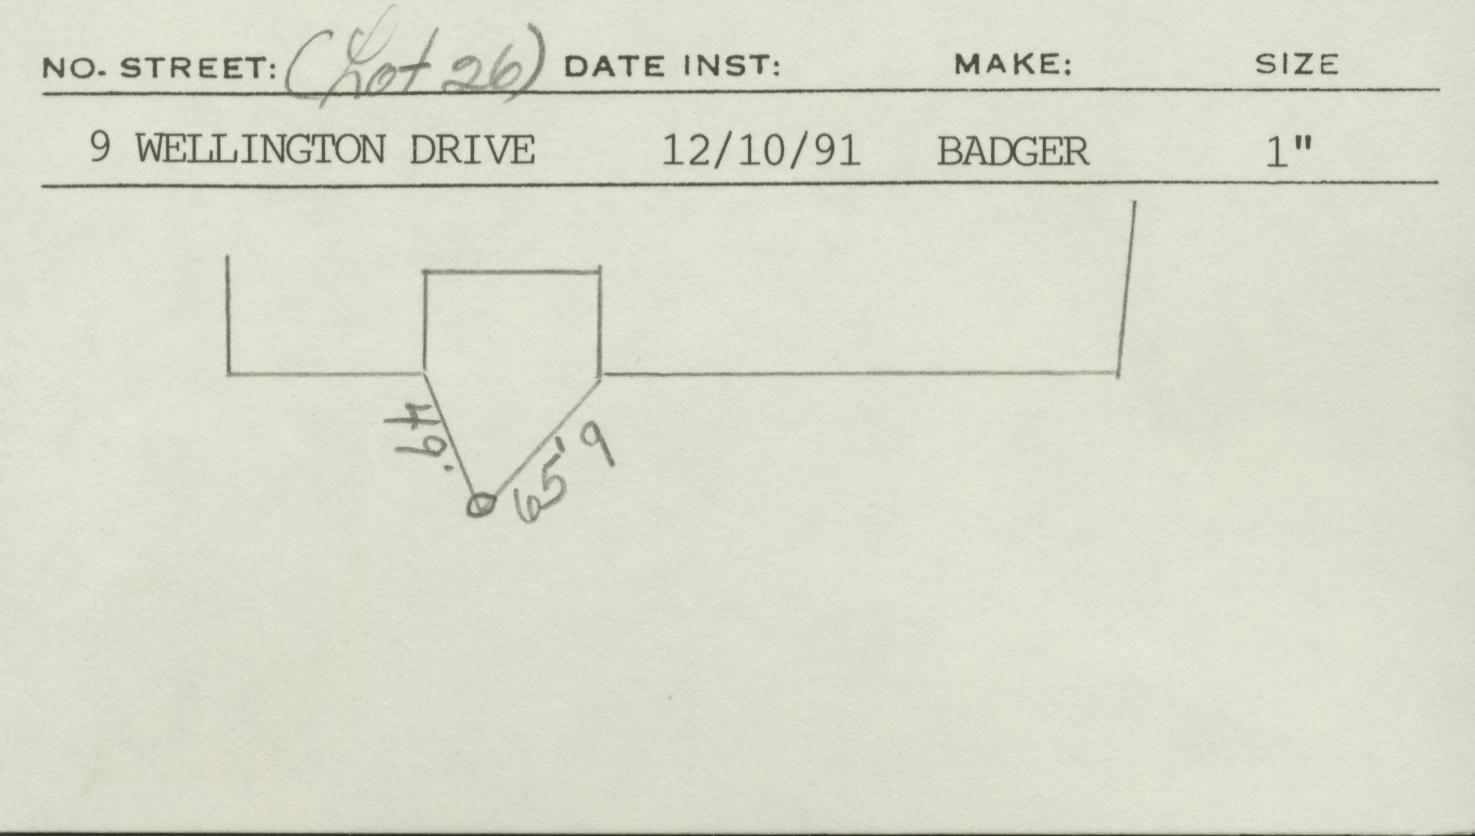 NO. STREET: (Lot 26) DATE INST: MAKE: SIZE
9 WELLINGTON DRIVE 12/10/91 BADGER 1"
49'
65'9